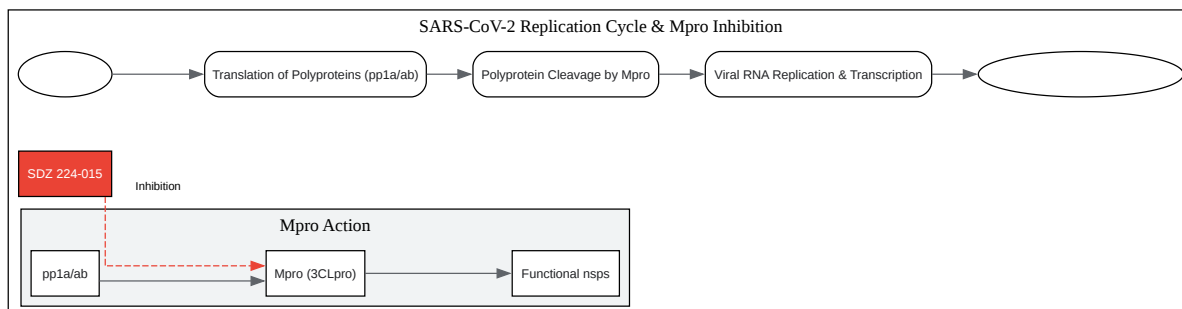 SARS-CoV-2 Replication Cycle & Mpro Inhibition
Translation of Polyproteins (pp1a/ab)
Polyprotein Cleavage by Mpro
Viral RNA Replication & Transcription
SDZ 224-015
Inhibition
Mpro Action
pp1a/ab
Mpro (3CLpro)
Functional nsps